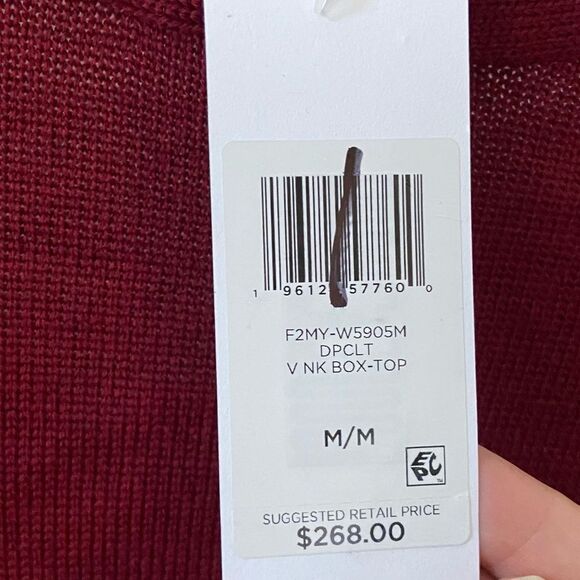 1 9612 57760 0
F2MY-W5905M
DPCLT
V NK BOX-TOP
M/M
EPC
SUGGESTED RETAIL PRICE
$268.00